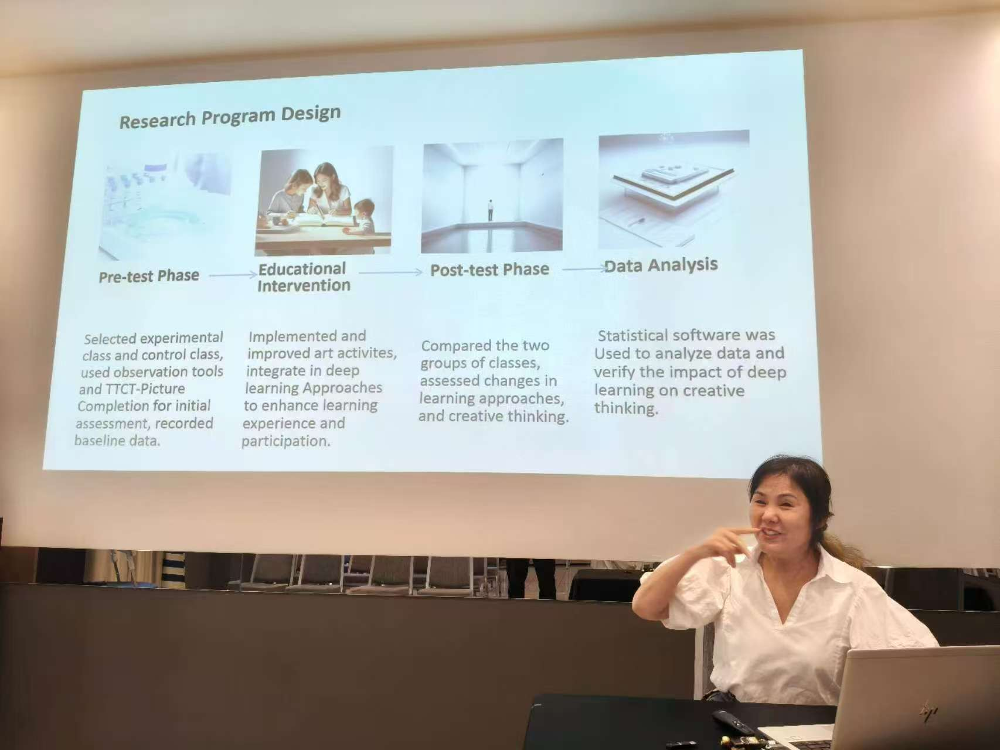 Research Program Design
Pre-test Phase
Educational
Intervention
Post-test Phase
Data Analysis
Selected experimental
class and control class,
used observation tools
and TTCT-Picture
Completion for initial
assessment, recorded
baseline data.
Implemented and
improved art activites,
integrate in deep
learning Approaches
to enhance learning
experience and
participation.
Compared the two
groups of classes,
assessed changes in
learning approaches,
and creative thinking.
Statistical software was
Used to analyze data and
verify the impact of deep
learning on creative
thinking.
hp